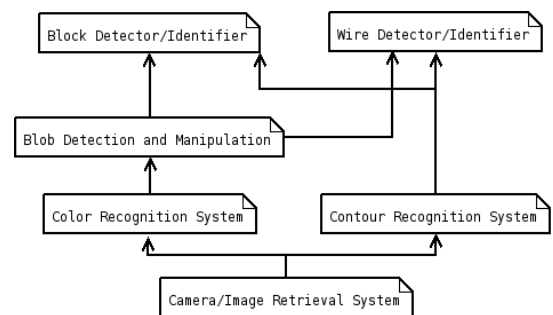 Block Detector/Identifier
Wire Detector/Identifier
Blob Detection and Manipulation
Color Recognition System
Contour Recognition System
Camera/Image Retrieval System